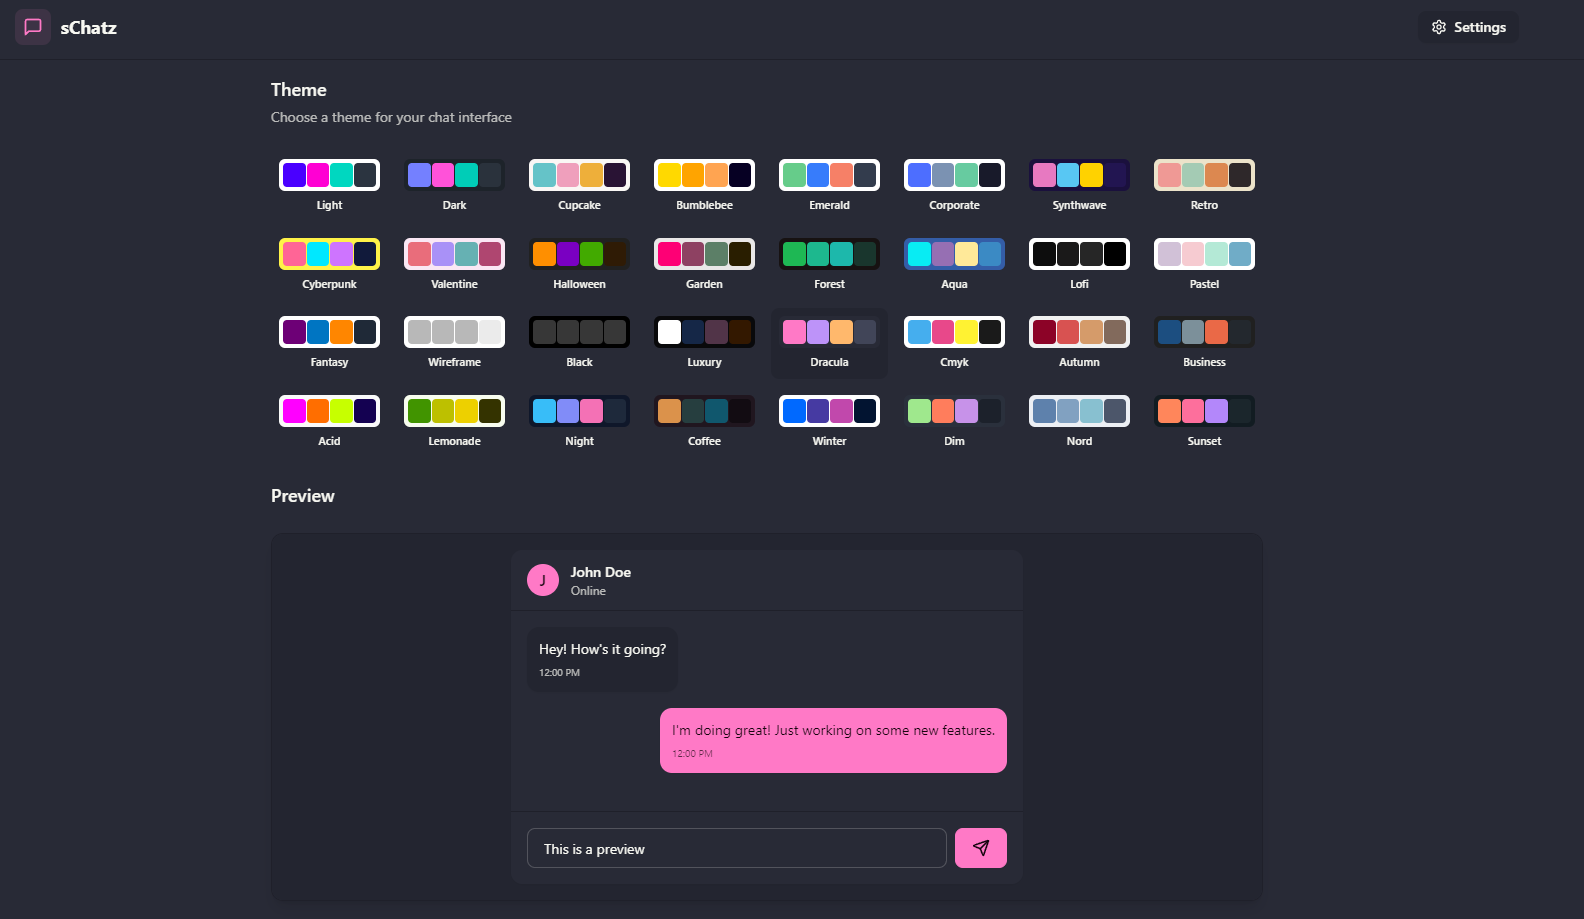 sChatz
Settings
Theme
Choose a theme for your chat interface
Light
Dark
Cupcake
Bumblebee
Emerald
Corporate
Synthwave
Retro
Cyberpunk
Valentine
Halloween
Garden
Forest
Aqua
Lofi
Pastel
Fantasy
Wireframe
Black
Luxury
Dracula
Cmyk
Autumn
Business
Acid
Lemonade
Night
Coffee
Winter
Dim
Nord
Sunset
Preview
J
John Doe
Online
Hey! How's it going?
12:00 PM
I'm doing great! Just working on some new features.
12:00 PM
This is a preview